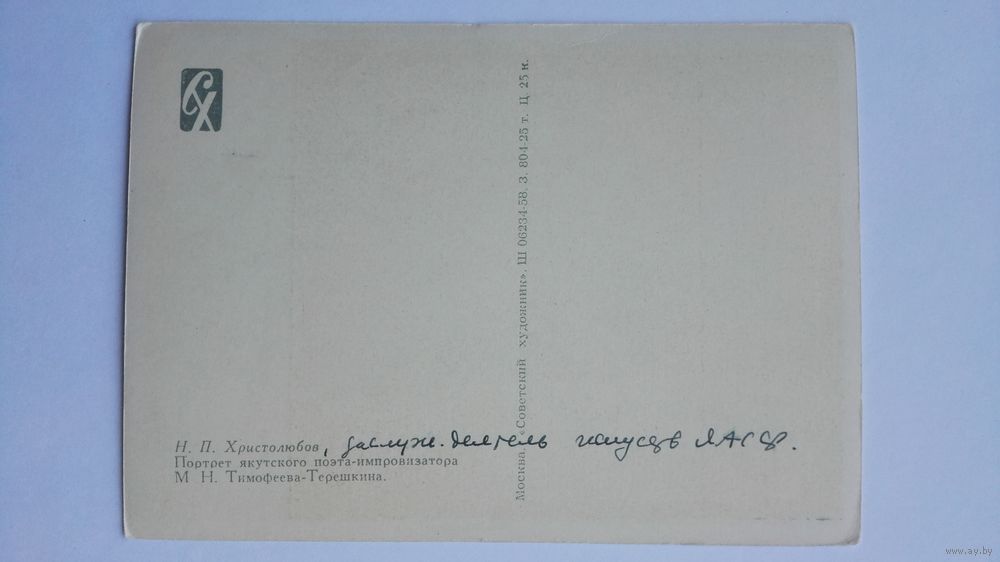 СХ
Москва. «Советский художник». Ш 06234-58. З. 804-25 т. Ц. 25 к.
Н. П. Христолюбов, заслуж. деятель искусств ЯАССР.
Портрет якутского поэта-импровизатора
М Н. Тимофеева-Терешкина.
www.ay.by